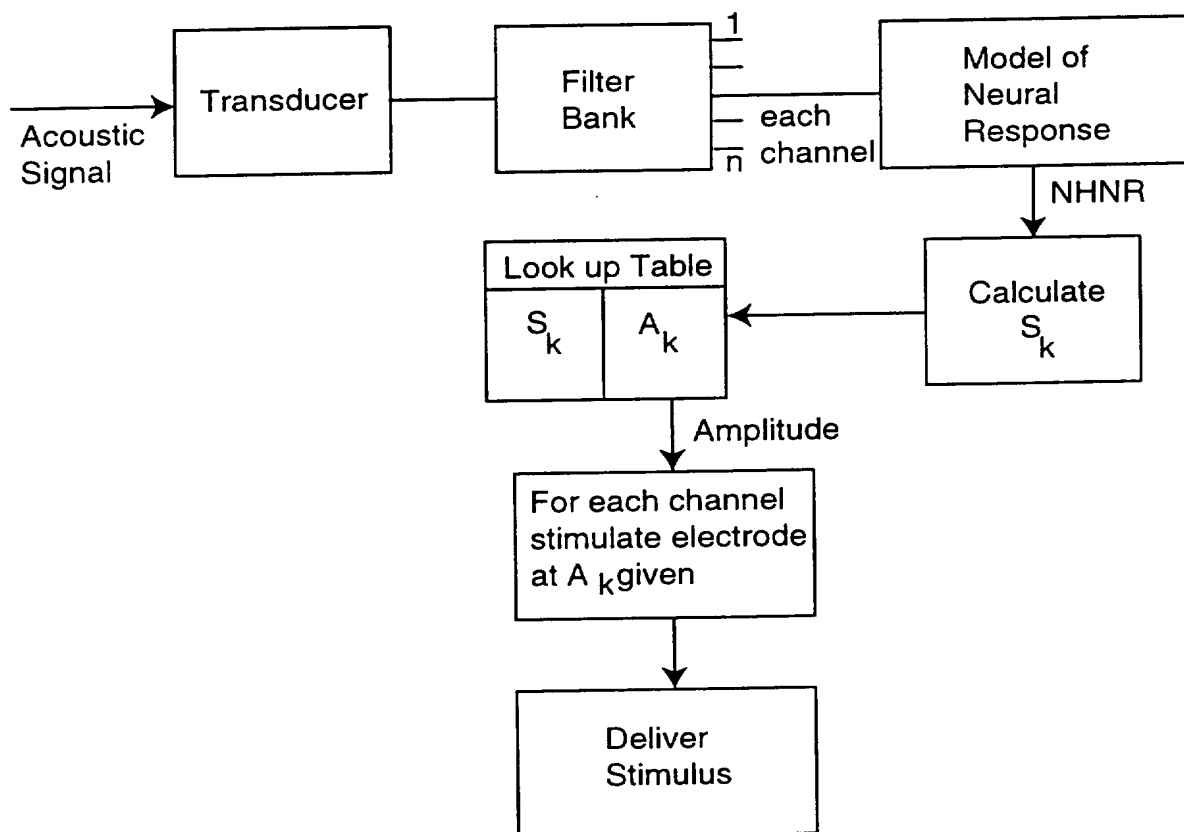 Acoustic
Signal
Transducer
Filter
Bank
1
n
each
channel
Model of
Neural
Response
NHNR
Calculate
S k
Look up Table
S k
A k
Amplitude
For each channel
stimulate electrode
at A k given
Deliver
Stimulus